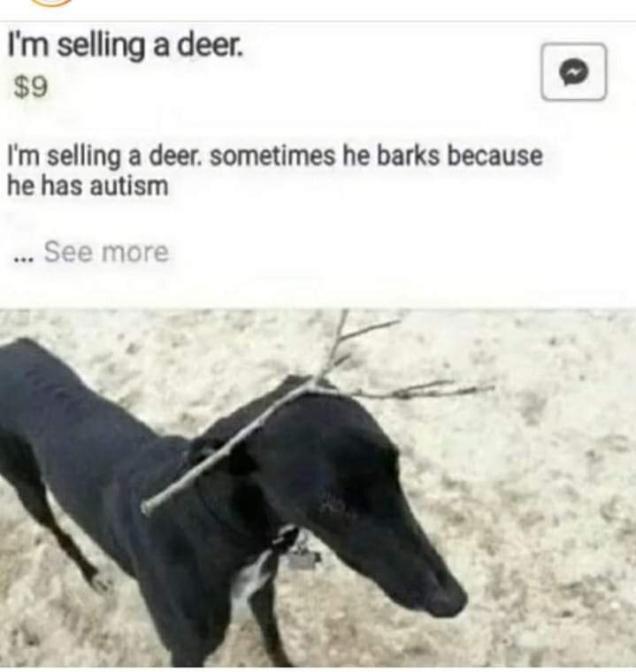 I'm selling a deer.
$9
I'm selling a deer. sometimes he barks because
he has autism
... See more